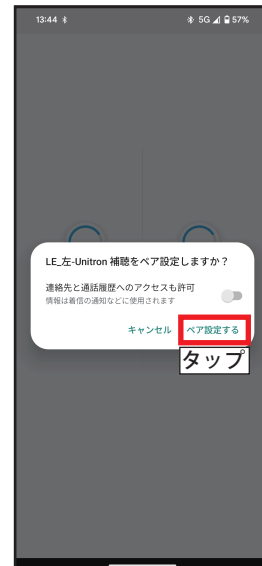 13:44 5G 57%
LE_左-Unitron 補聴をペア設定しますか？
連絡先と通話履歴へのアクセスも許可
情報は着信の通知などに使用されます
キャンセル ペア設定する
タップ